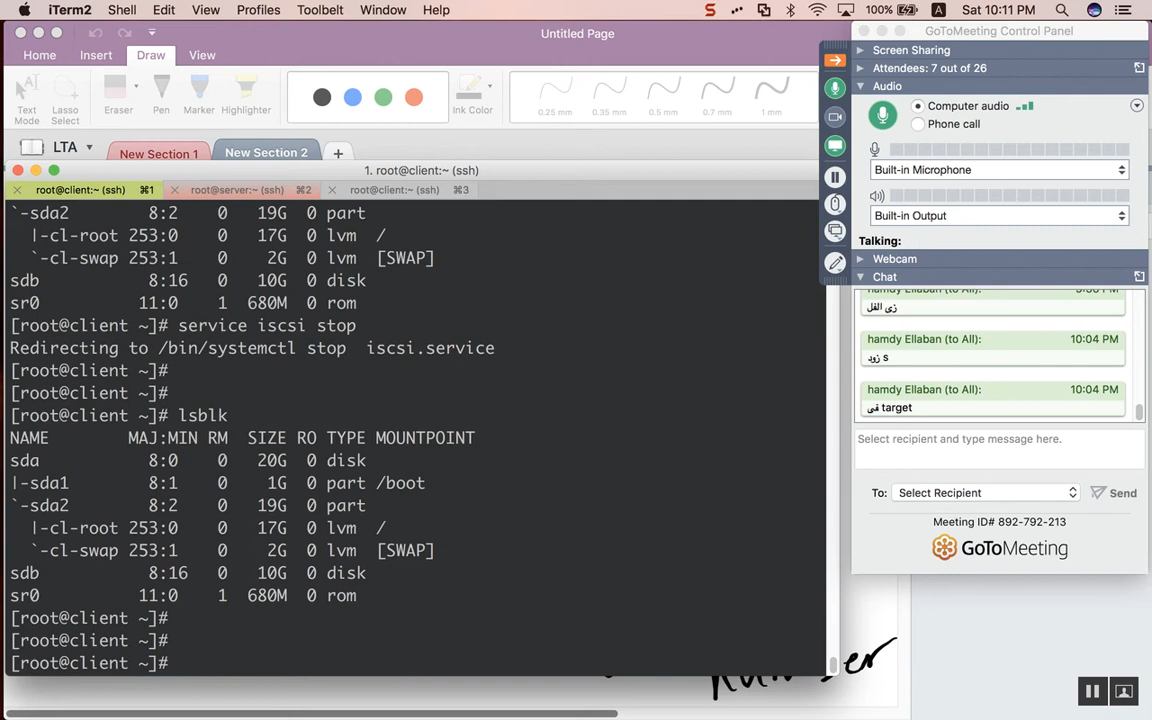 iTerm2 Shell Edit View Profiles Toolbelt Window Help 100% A Sat 10:11 PM
Untitled Page
Home Insert Draw View
Text Mode
Lasso Select
Eraser
Pen
Marker
Highlighter
Ink Color
0.25 mm 0.35 mm 0.5 mm 0.7 mm 1 mm
LTA New Section 1 New Section 2 +
1. root@client:~ (ssh)
root@client:~ (ssh) ⌘1 root@server:~ (ssh) ⌘2 root@client:~ (ssh) ⌘3
`-sda2 8:2 0 19G 0 part
|-cl-root 253:0 0 17G 0 lvm /
`-cl-swap 253:1 0 2G 0 lvm [SWAP]
sdb 8:16 0 10G 0 disk
sr0 11:0 1 680M 0 rom
[root@client ~]# service iscsi stop
Redirecting to /bin/systemctl stop iscsi.service
[root@client ~]#
[root@client ~]#
[root@client ~]# lsblk
NAME MAJ:MIN RM SIZE RO TYPE MOUNTPOINT
sda 8:0 0 20G 0 disk
|-sda1 8:1 0 1G 0 part /boot
`-sda2 8:2 0 19G 0 part
|-cl-root 253:0 0 17G 0 lvm /
`-cl-swap 253:1 0 2G 0 lvm [SWAP]
sdb 8:16 0 10G 0 disk
sr0 11:0 1 680M 0 rom
[root@client ~]#
[root@client ~]#
[root@client ~]#
GoToMeeting Control Panel
Screen Sharing
Attendees: 7 out of 26
Audio
Computer audio
Phone call
Built-in Microphone
Built-in Output
Talking:
Webcam
Chat
hamdy Ellaban (to All):
زى الفل
hamdy Ellaban (to All): 10:04 PM
زود s
hamdy Ellaban (to All): 10:04 PM
فى target
Select recipient and type message here.
To: Select Recipient Send
Meeting ID# 892-792-213
GoToMeeting